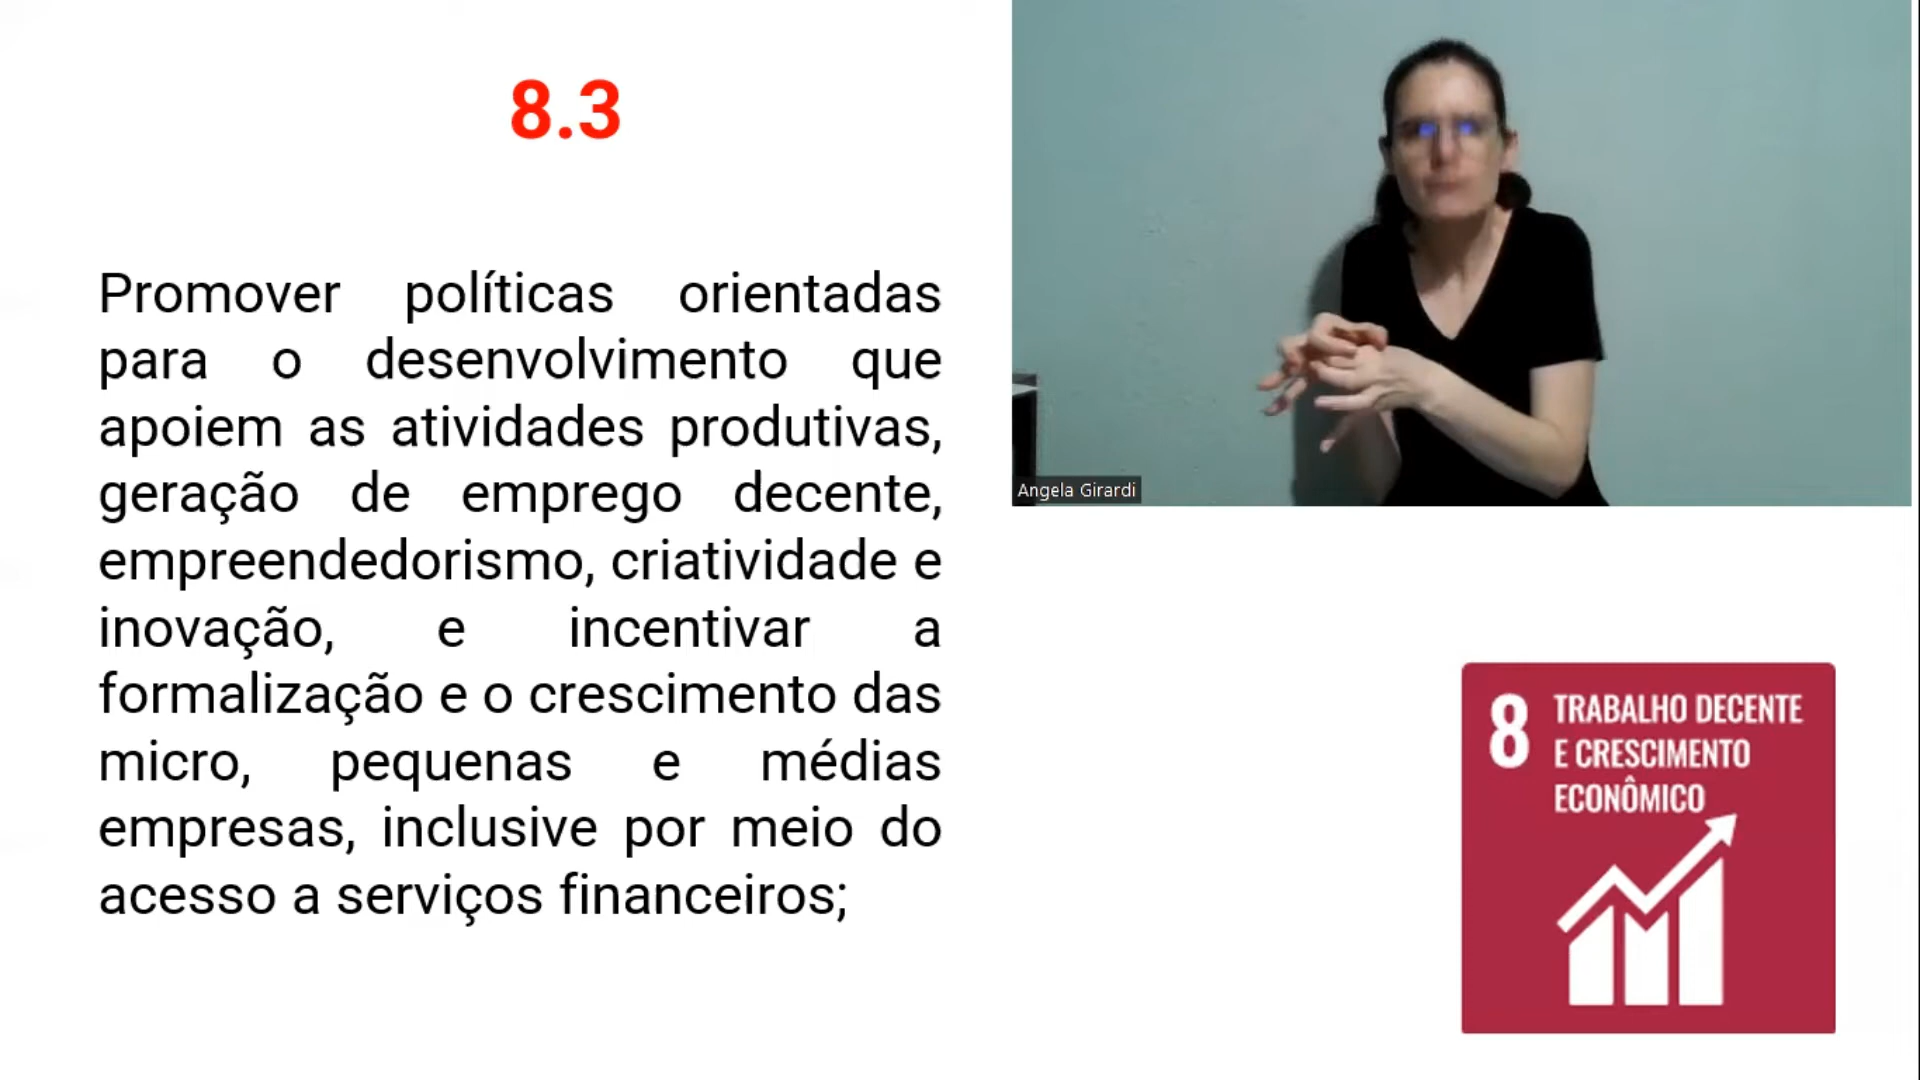 8.3
Promover políticas orientadas
para o desenvolvimento que
apoiem as atividades produtivas,
geração de emprego decente,
empreendedorismo, criatividade e
inovação, e incentivar a
formalização e o crescimento das
micro, pequenas e médias
empresas, inclusive por meio do
acesso a serviços financeiros;
Angela Girardi
8 TRABALHO DECENTE
E CRESCIMENTO
ECONÔMICO